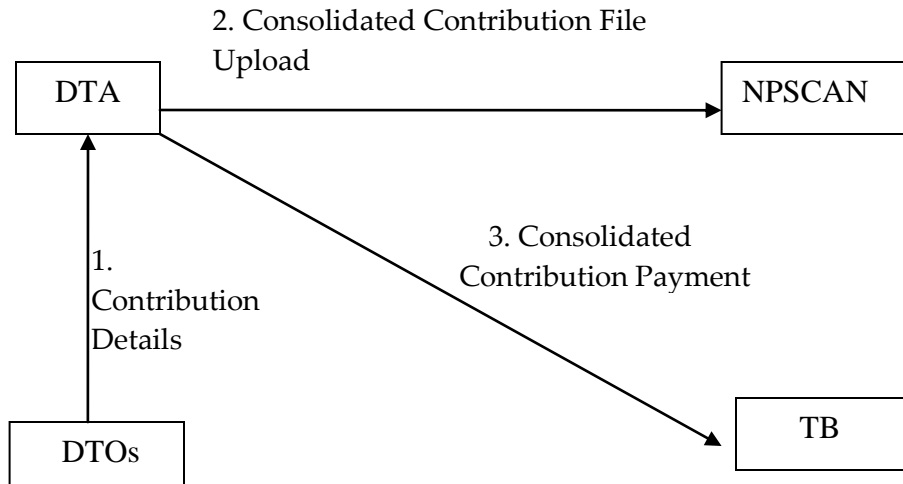 2. Consolidated Contribution File
Upload
DTA
NPSCAN
3. Consolidated
Contribution Payment
1.
Contribution
Details
TB
DTOs